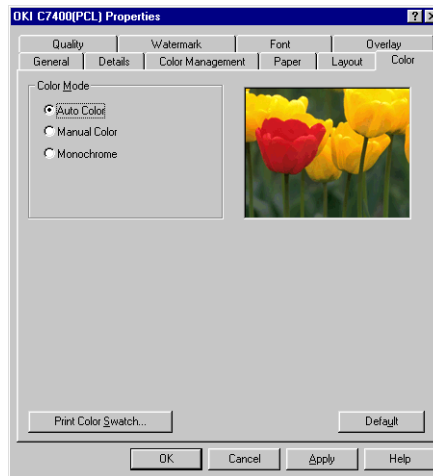 OKI C7400(PCL) Properties
Quality Watermark Font Overlay
General Details Color Management Paper Layout Color
Color Mode
Auto Color
Manual Color
Monochrome
Print Color Swatch... Default
OK Cancel Apply Help